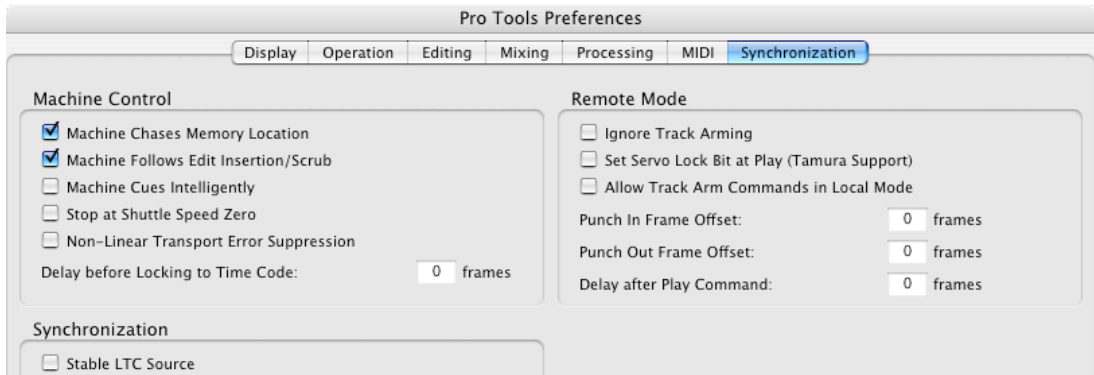 Pro Tools Preferences
Display Operation Editing Mixing Processing MIDI Synchronization
Machine Control
Machine Chases Memory Location
Machine Follows Edit Insertion/Scrub
Machine Cues Intelligently
Stop at Shuttle Speed Zero
Non-Linear Transport Error Suppression
Delay before Locking to Time Code: 0 frames
Synchronization
Stable LTC Source
Remote Mode
Ignore Track Arming
Set Servo Lock Bit at Play (Tamura Support)
Allow Track Arm Commands in Local Mode
Punch In Frame Offset: 0 frames
Punch Out Frame Offset: 0 frames
Delay after Play Command: 0 frames